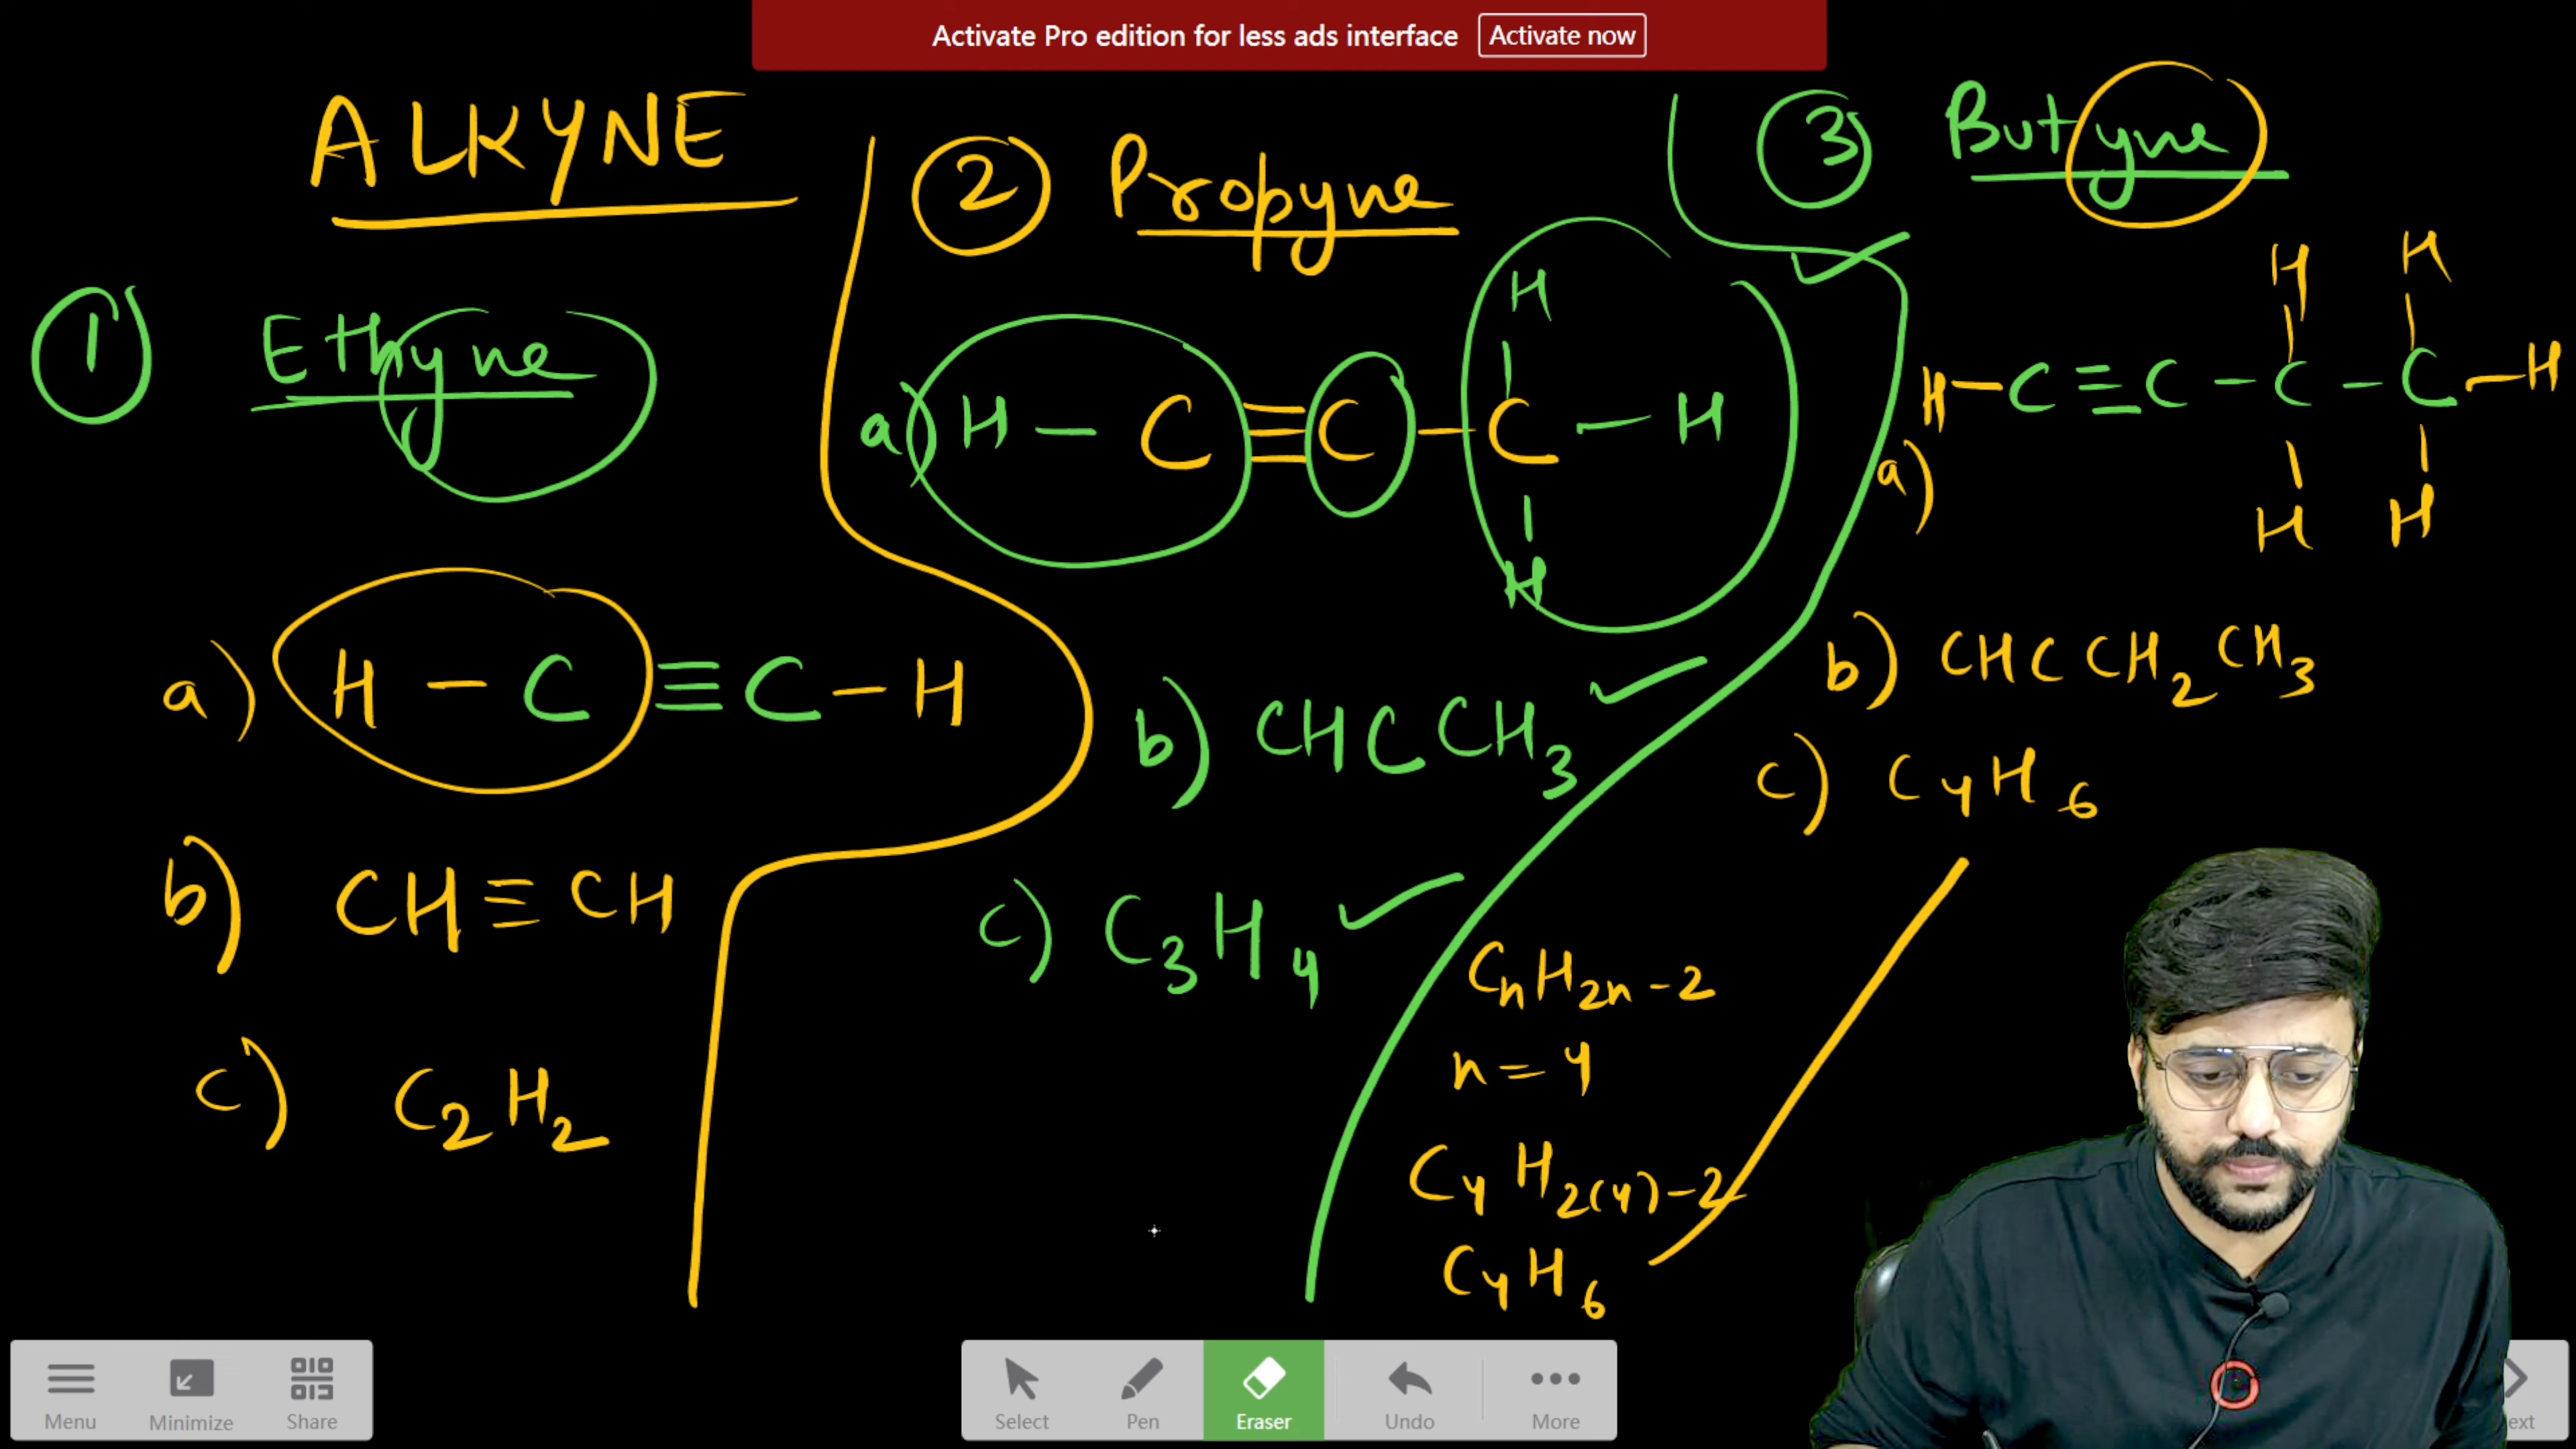 Activate Pro edition for less ads interface
Activate now
ALKYNE
1 Ethyne
a) H - C ≡ C - H
b) CH ≡ CH
c) C2H2
2 Propyne
H
|
a) H - C ≡ C - C - H
|
H
b) CHCCH3 ✓
c) C3H4 ✓
3 Butyne
✓
H H
| |
H - C ≡ C - C - C - H
| |
a)
H H
b) CHCCH2CH3
c) C4H6
CnH2n-2
n = 4
C4H2(4)-2
C4H6
Menu
Minimize
Share
Select
Pen
Eraser
Undo
More